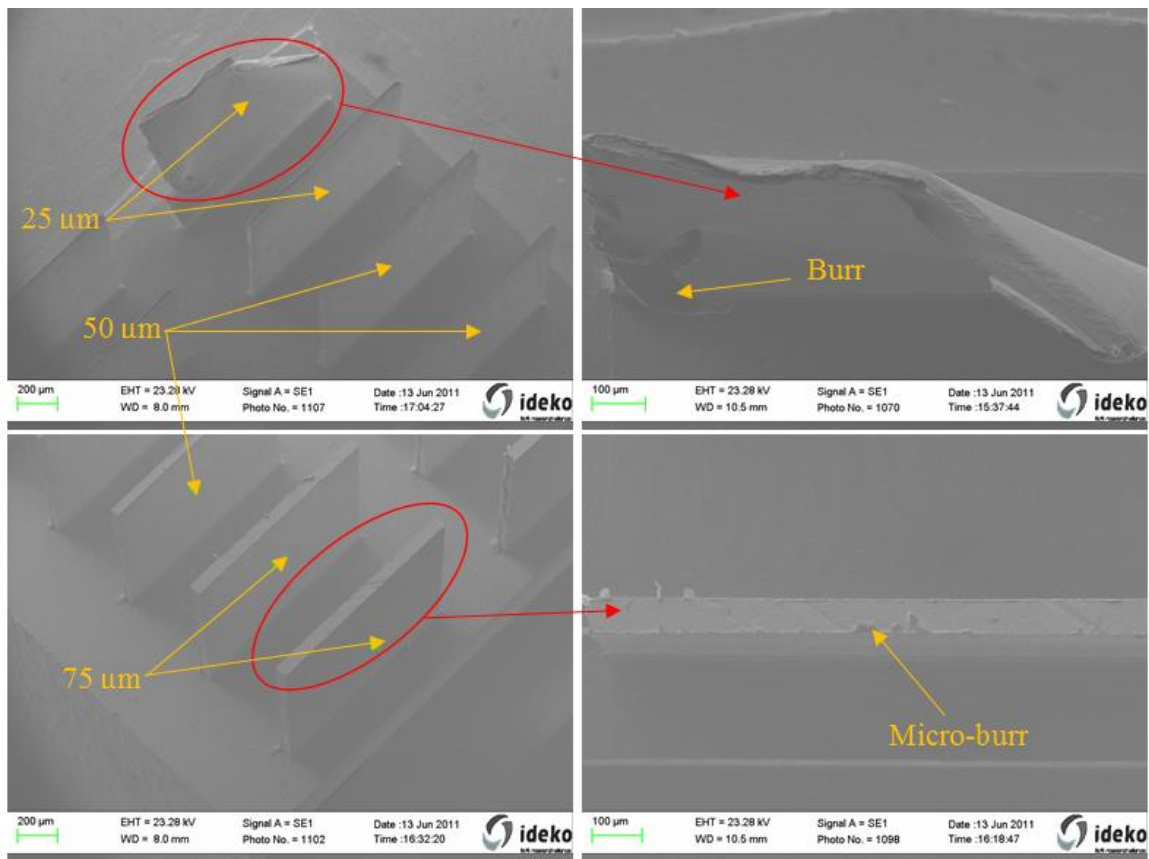 25 µm
50 µm
200 µm EHT = 23.28 kV Signal A = SE1 Date :13 Jun 2011
WD = 8.0 mm Photo No. = 1107 Time :17:04:27
ideko
Burr
100 µm EHT = 23.28 kV Signal A = SE1 Date :13 Jun 2011
WD = 10.5 mm Photo No. = 1070 Time :15:37:44
ideko
75 µm
200 µm EHT = 23.28 kV Signal A = SE1 Date :13 Jun 2011
WD = 8.0 mm Photo No. = 1102 Time :16:32:20
ideko
Micro-burr
100 µm EHT = 23.28 kV Signal A = SE1 Date :13 Jun 2011
WD = 10.5 mm Photo No. = 1098 Time :16:18:47
ideko